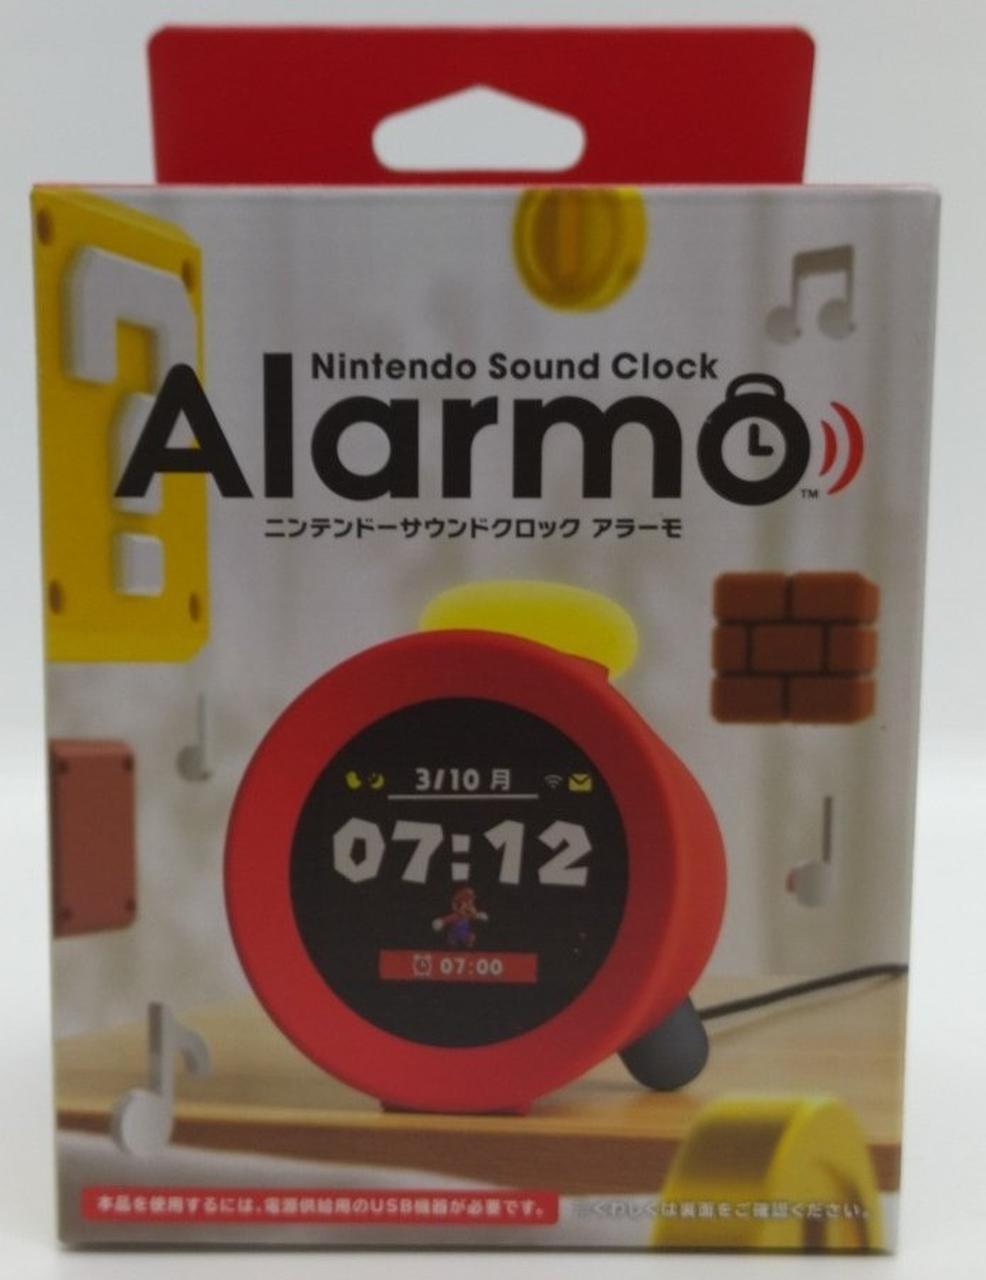 Nintendo Sound Clock
Alarmo
TM
ニンテンドーサウンドクロック アラーモ
3/10 月
07:12
07:00
本品を使用するには、電源供給用のUSB機器が必要です。
※くわしくは裏面をご確認ください。